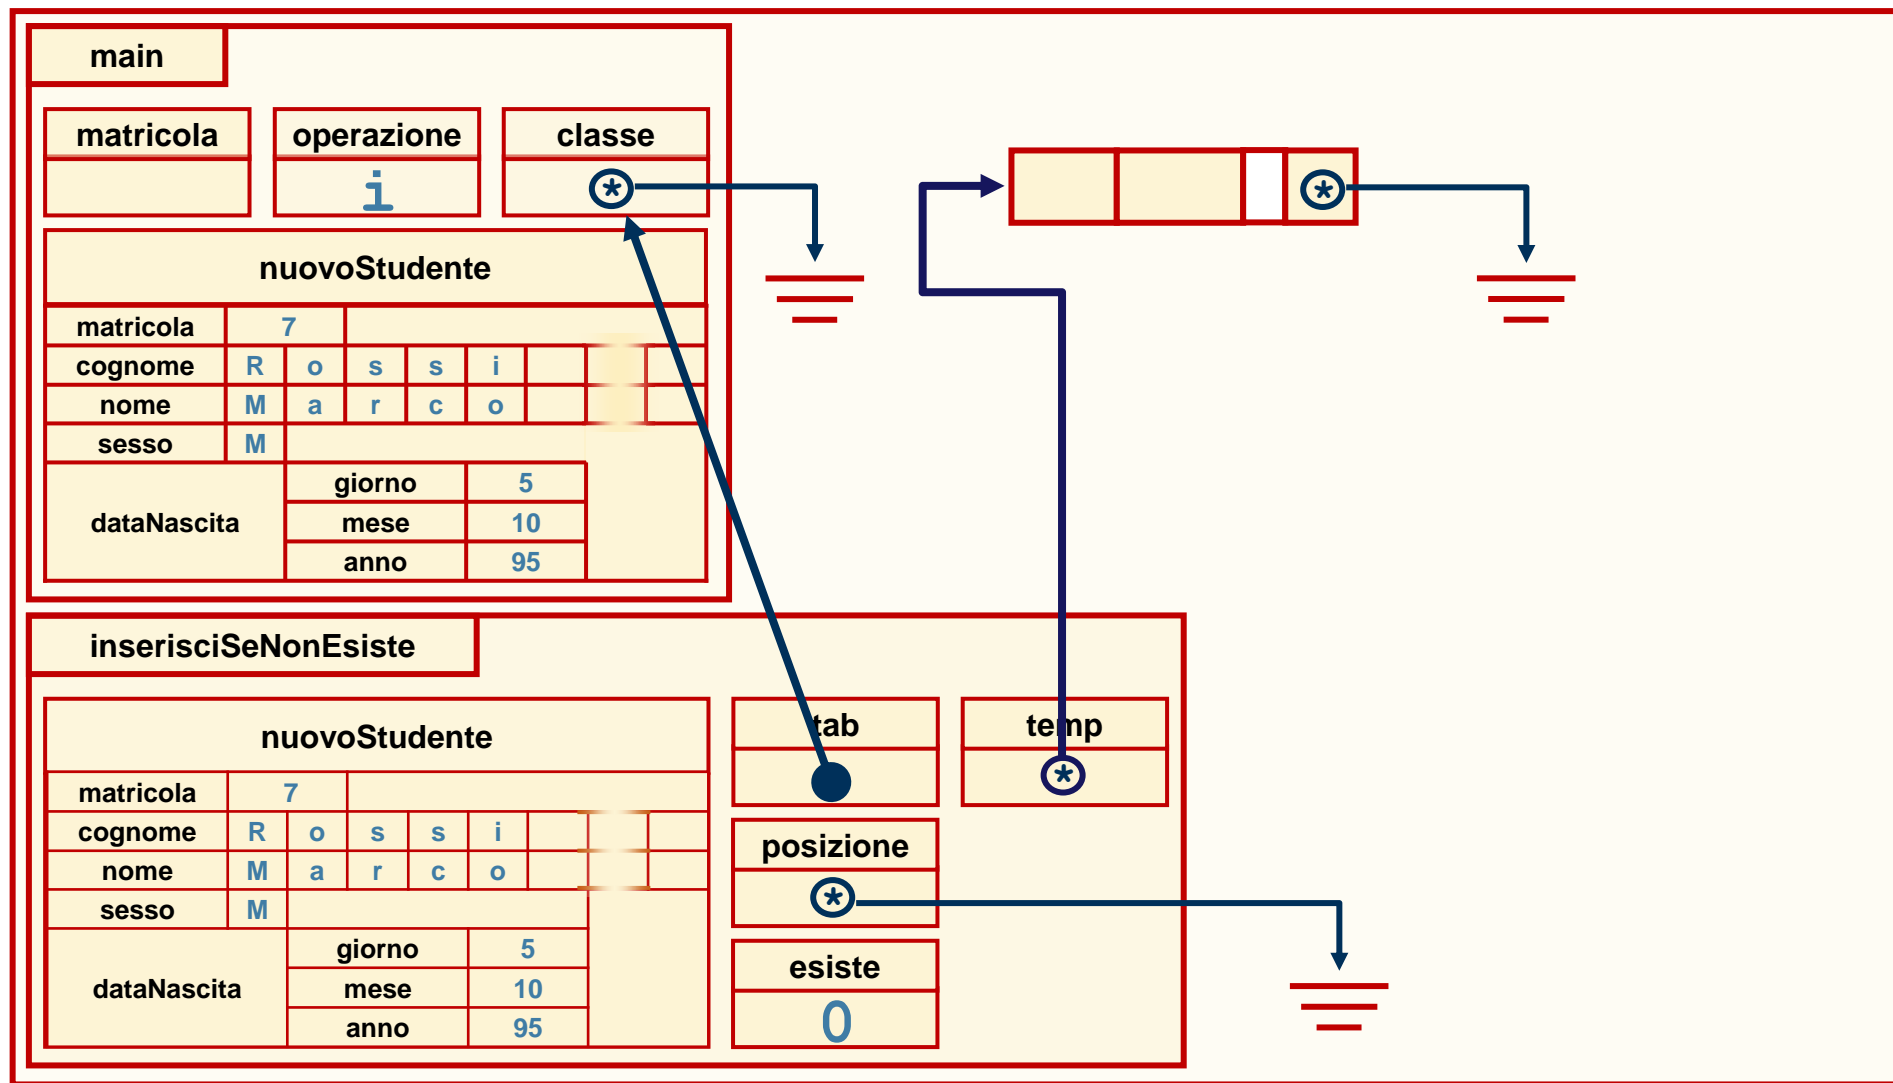 main
matricola operazione classe
i *
*
nuovoStudente
matricola 7
cognome R o s s i
nome M a r c o
sesso M
dataNascita
giorno 5
mese 10
anno 95
inserisciSeNonEsiste
nuovoStudente
matricola 7
cognome R o s s i
nome M a r c o
sesso M
dataNascita
giorno 5
mese 10
anno 95
tab
temp
*
posizione
*
esiste
0